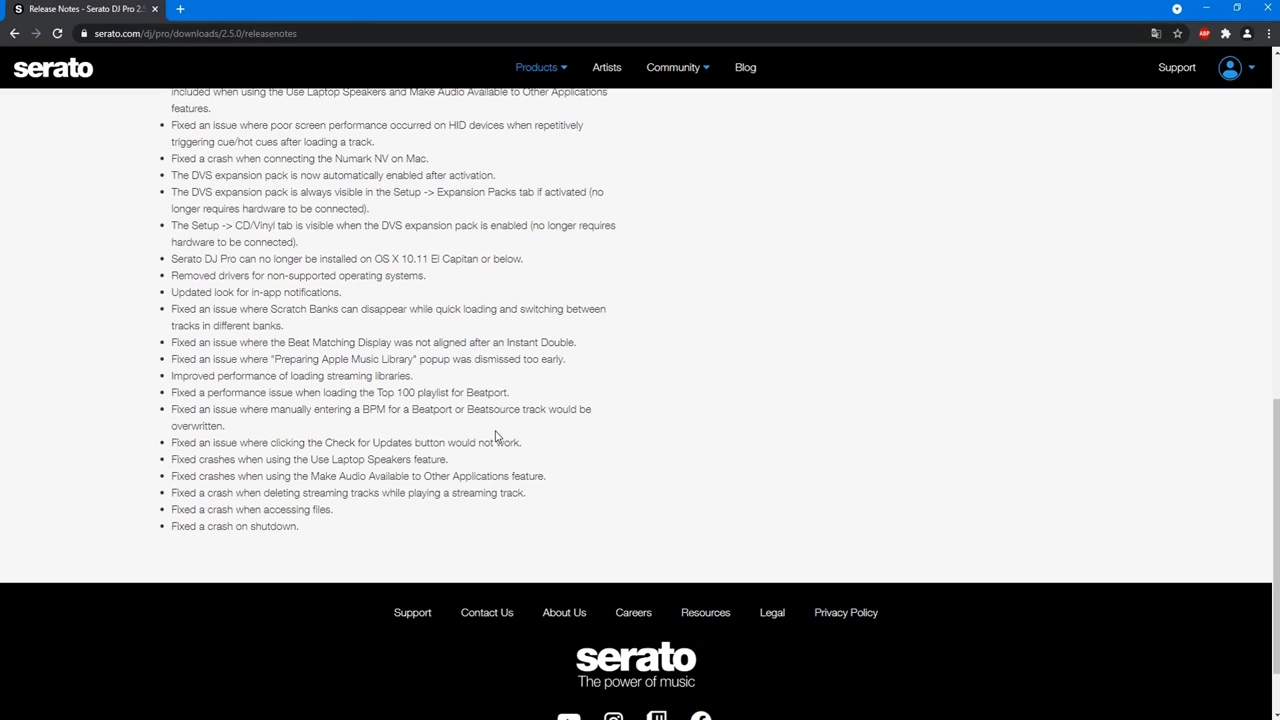 Release Notes - Serato DJ Pro 2.5
serato.com/dj/pro/downloads/2.5.0/releasenotes
ABP
serato
Products
Artists
Community
Blog
Support
included when using the Use Laptop Speakers and Make Audio Available to Other Applications
features.
Fixed an issue where poor screen performance occurred on HID devices when repetitively
triggering cue/hot cues after loading a track.
Fixed a crash when connecting the Numark NV on Mac.
The DVS expansion pack is now automatically enabled after activation.
The DVS expansion pack is always visible in the Setup -> Expansion Packs tab if activated (no
longer requires hardware to be connected).
The Setup -> CD/Vinyl tab is visible when the DVS expansion pack is enabled (no longer requires
hardware to be connected).
Serato DJ Pro can no longer be installed on OS X 10.11 El Capitan or below.
Removed drivers for non-supported operating systems.
Updated look for in-app notifications.
Fixed an issue where Scratch Banks can disappear while quick loading and switching between
tracks in different banks.
Fixed an issue where the Beat Matching Display was not aligned after an Instant Double.
Fixed an issue where "Preparing Apple Music Library" popup was dismissed too early.
Improved performance of loading streaming libraries.
Fixed a performance issue when loading the Top 100 playlist for Beatport.
Fixed an issue where manually entering a BPM for a Beatport or Beatsource track would be
overwritten.
Fixed an issue where clicking the Check for Updates button would not work.
Fixed crashes when using the Use Laptop Speakers feature.
Fixed crashes when using the Make Audio Available to Other Applications feature.
Fixed a crash when deleting streaming tracks while playing a streaming track.
Fixed a crash when accessing files.
Fixed a crash on shutdown.
Support
Contact Us
About Us
Careers
Resources
Legal
Privacy Policy
serato
The power of music